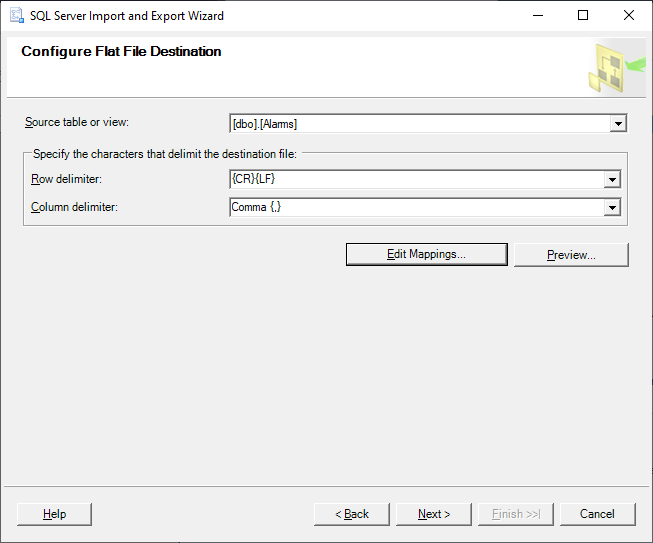 SQL Server Import and Export Wizard
Configure Flat File Destination
Source table or view: [dbo].[Alarms]
Specify the characters that delimit the destination file:
Row delimiter: {CR}{LF}
Column delimiter: Comma {,}
Edit Mappings... Preview...
Help < Back Next > Finish >>| Cancel